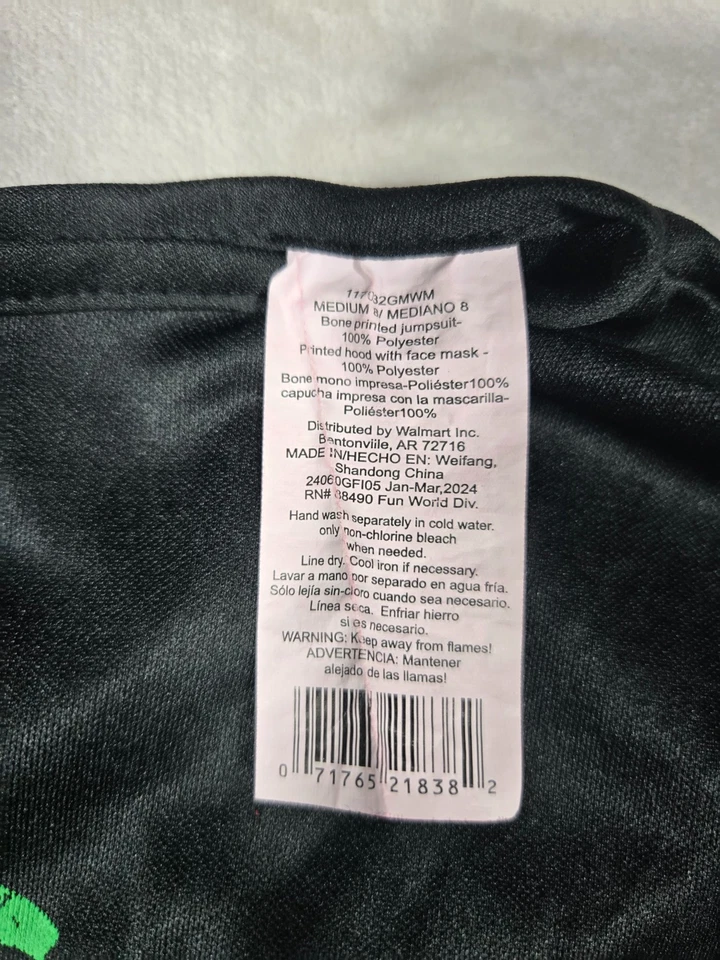 MEDIUM 8/ MEDIANO 8
Bone printed jumpsuit-
100% Polyester
Printed hood with face mask -
100% Polyester
Bone mono impresa-Poliéster100%
capucha impresa con la mascarilla-
Poliéster100%
Distributed by Walmart Inc.
Bentonviile, AR 72716
MADE IN/HECHO EN: Weifang,
Shandong China
24060GFI05 Jan-Mar,2024
RN# 88490 Fun World Div.
Hand wash separately in cold water.
only non-chlorine bleach
when needed.
Line dry. Cool iron if necessary.
Lavar a mano por separado en agua fría.
Sólo lejía sin-cloro cuando sea necesario.
Línea seca. Enfriar hierro
si es necesario.
WARNING: Keep away from flames!
ADVERTENCIA: Mantener
alejado de las llamas!
0 71765 21838 2